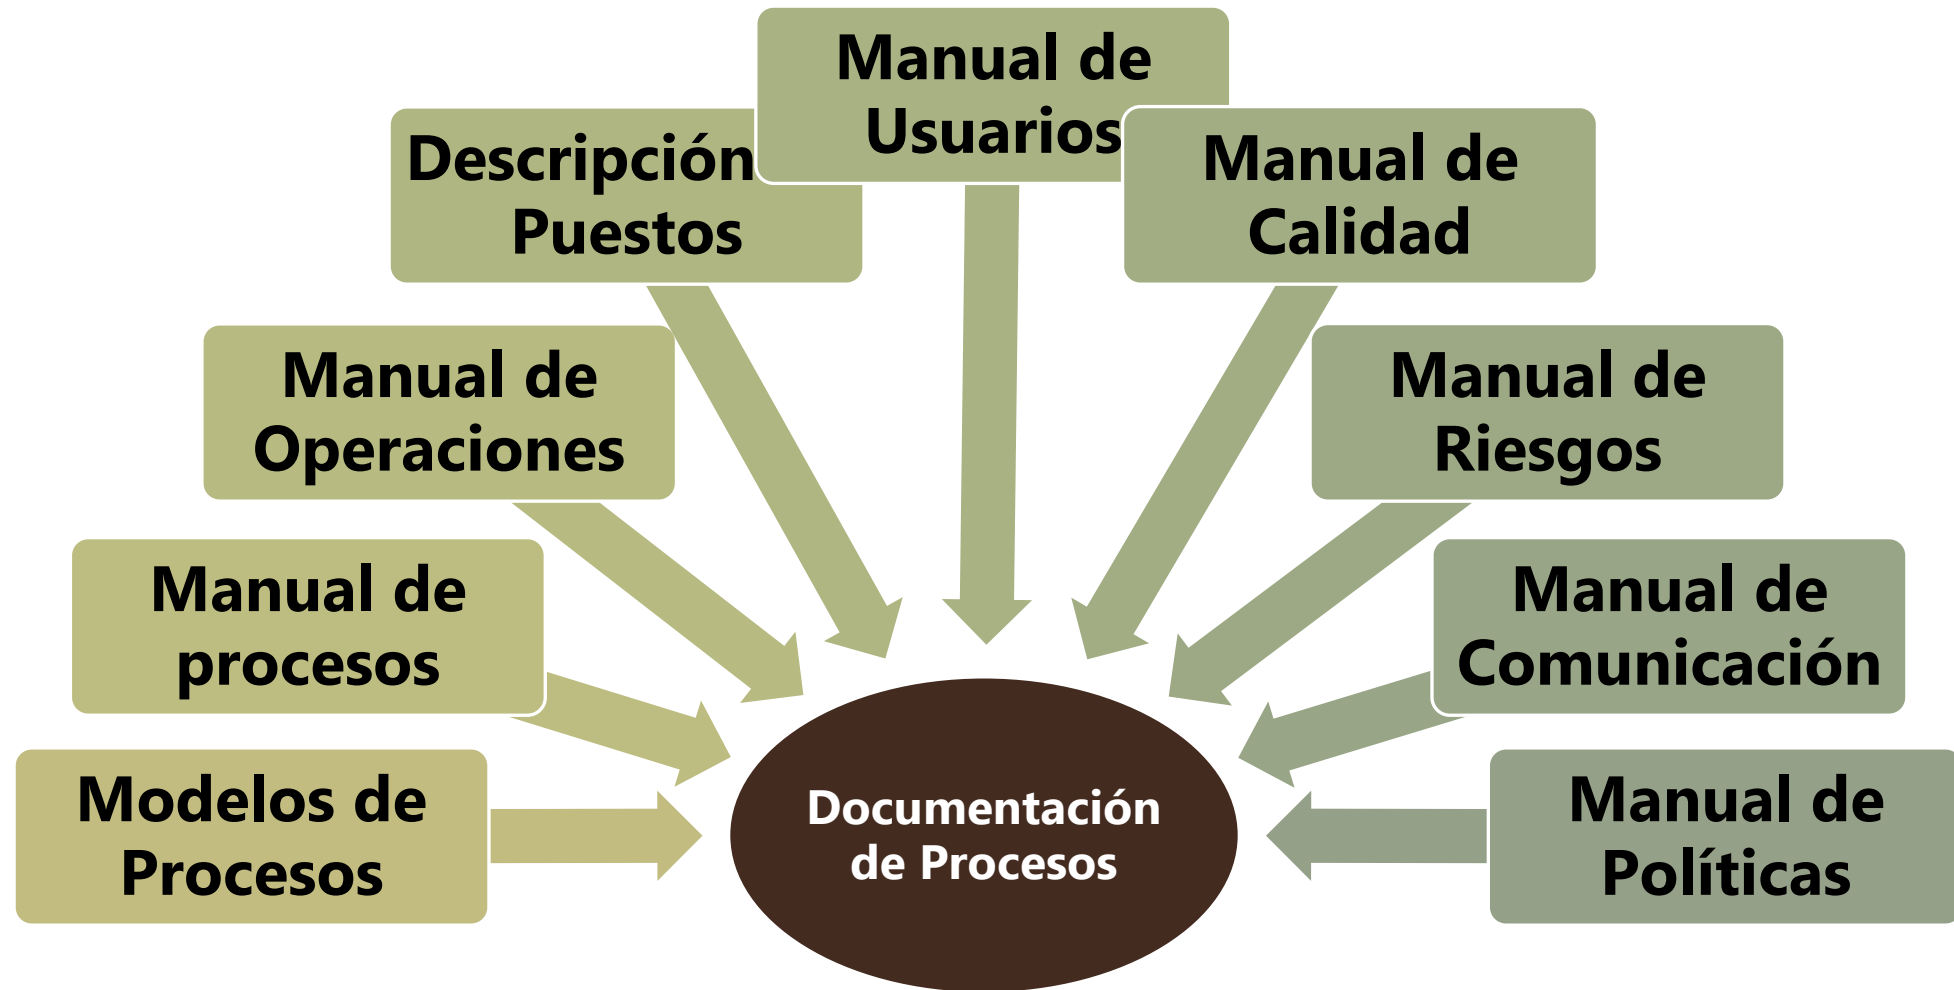 Modelos de
Procesos
Manual de
procesos
Manual de
Operaciones
Descripción
Puestos
Manual de
Usuarios
Manual de
Calidad
Manual de
Riesgos
Manual de
Comunicación
Manual de
Políticas
Documentación
de Procesos